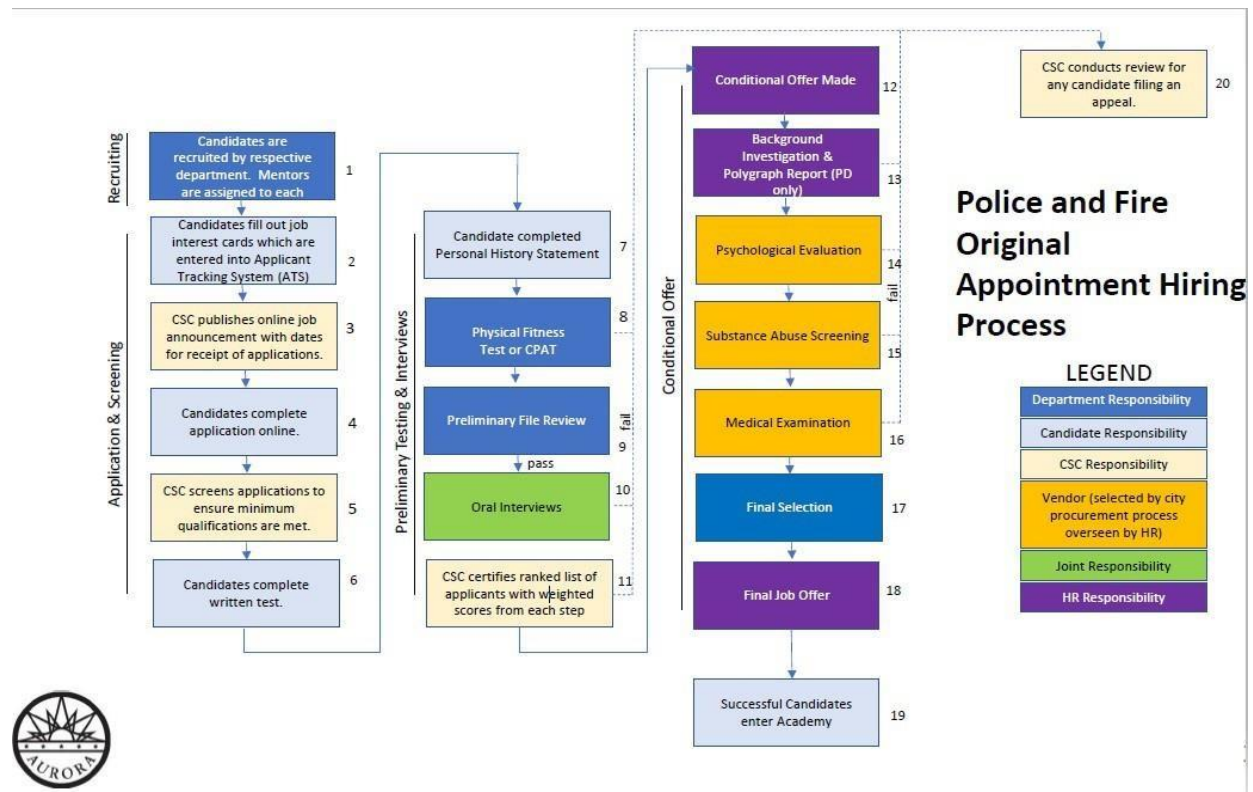 Recruiting
Candidates are
recruited by respective
department. Mentors
are assigned to each
1
Application & Screening
Candidates fill out job
interest cards which are
entered into Applicant
Tracking System (ATS)
2
CSC publishes online job
announcement with dates
for receipt of applications.
3
Candidates complete
application online.
4
CSC screens applications to
ensure minimum
qualifications are met.
5
Candidates complete
written test.
6
Preliminary Testing & Interviews
Candidate completed
Personal History Statement
7
Physical Fitness
Test or CPAT
8
Preliminary File Review
9
fail
pass
Oral Interviews
10
CSC certifies ranked list of
applicants with weighted
scores from each step
11
Conditional Offer
Conditional Offer Made
12
Background
Investigation &
Polygraph Report (PD
only)
13
Psychological Evaluation
14
fail
Substance Abuse Screening
15
Medical Examination
16
Final Selection
17
Final Job Offer
18
Successful Candidates
enter Academy
19
CSC conducts review for
any candidate filing an
appeal.
20
Police and Fire
Original
Appointment Hiring
Process
LEGEND
Department Responsibility
Candidate Responsibility
CSC Responsibility
Vendor (selected by city
procurement process
overseen by HR)
Joint Responsibility
HR Responsibility
AURORA